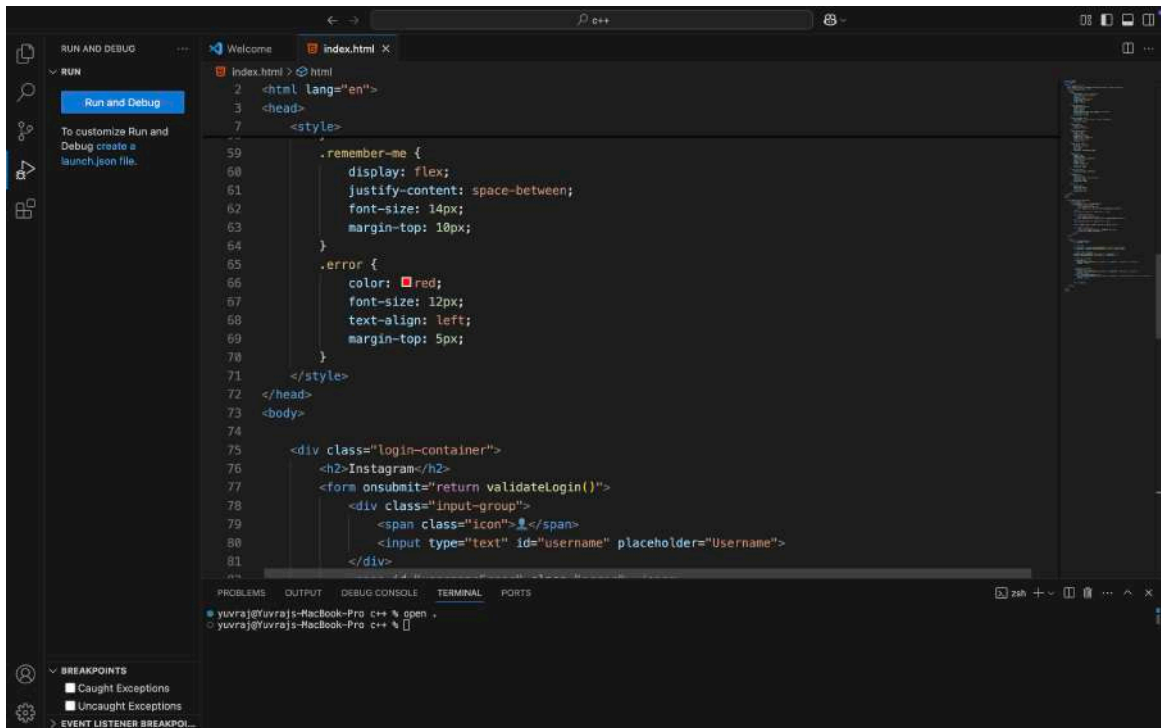 c++
RUN AND DEBUG
RUN
Run and Debug
To customize Run and
Debug create a
launch.json file.
BREAKPOINTS
Caught Exceptions
Uncaught Exceptions
EVENT LISTENER BREAKPOI...
Welcome
index.html
index.html > html
2 <html lang="en">
3 <head>
7 <style>
59 .remember-me {
60 display: flex;
61 justify-content: space-between;
62 font-size: 14px;
63 margin-top: 10px;
64 }
65 .error {
66 color: red;
67 font-size: 12px;
68 text-align: left;
69 margin-top: 5px;
70 }
71 </style>
72 </head>
73 <body>
74
75 <div class="login-container">
76 <h2>Instagram</h2>
77 <form onsubmit="return validateLogin()">
78 <div class="input-group">
79 <span class="icon">👤</span>
80 <input type="text" id="username" placeholder="Username">
81 </div>
PROBLEMS OUTPUT DEBUG CONSOLE TERMINAL PORTS
zsh
yuvraj@Yuvrajs-MacBook-Pro c++ % open .
yuvraj@Yuvrajs-MacBook-Pro c++ %